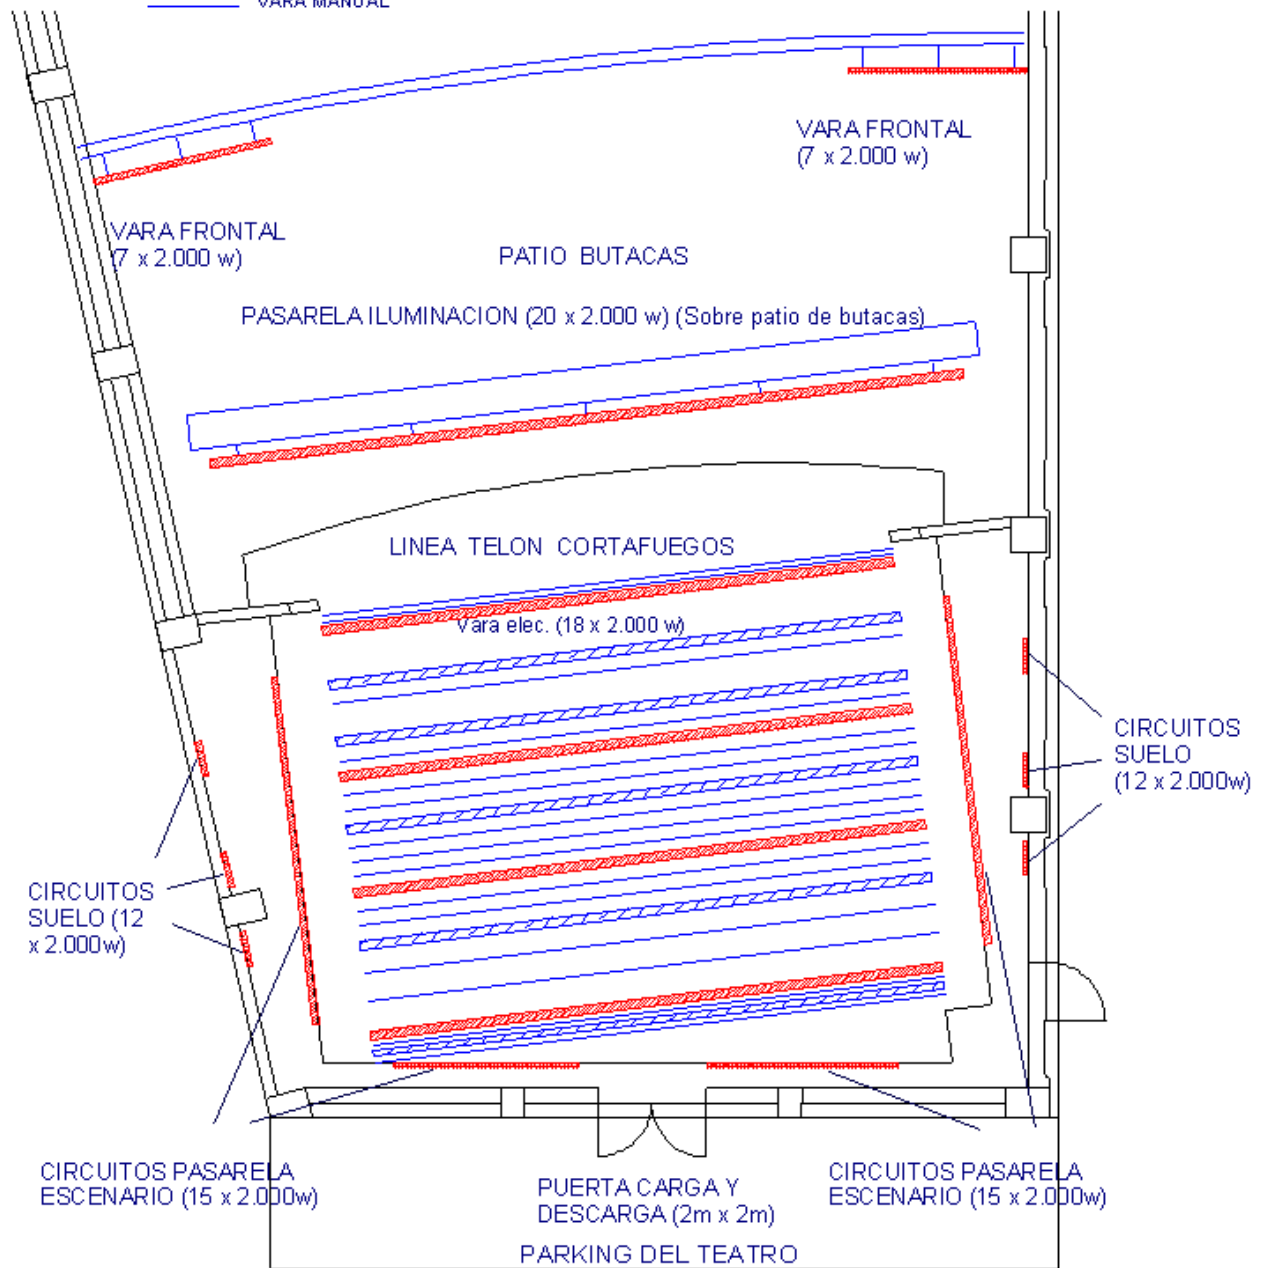 VARA MANUAL
VARA FRONTAL
(7 x 2.000 w)
VARA FRONTAL
(7 x 2.000 w)
PATIO BUTACAS
PASARELA ILUMINACION (20 x 2.000 w) (Sobre patio de butacas)
LINEA TELON CORTAFUEGOS
Vara elec. (18 x 2.000 w)
CIRCUITOS
SUELO
(12 x 2.000w)
CIRCUITOS
SUELO (12
x 2.000w)
CIRCUITOS PASARELA
ESCENARIO (15 x 2.000w)
PUERTA CARGA Y
DESCARGA (2m x 2m)
CIRCUITOS PASARELA
ESCENARIO (15 x 2.000w)
PARKING DEL TEATRO